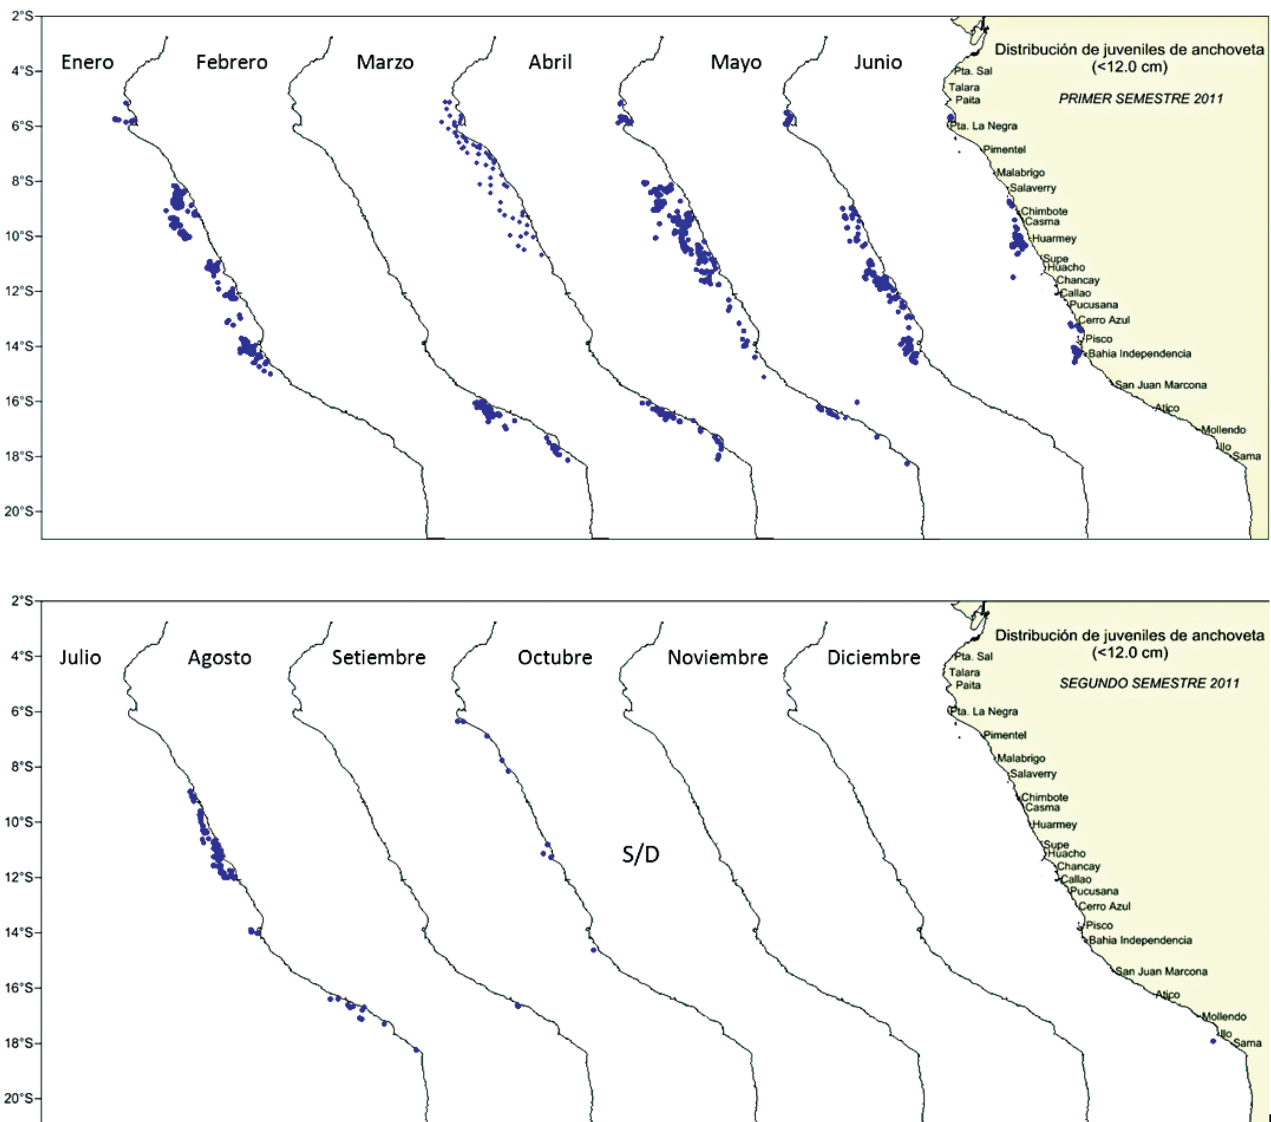 2°S
Enero
Febrero
Marzo
Abril
Mayo
Junio
Distribución de juveniles de anchoveta
(<12.0 cm)
PRIMER SEMESTRE 2011
4°S
Pta. Sal
Talara
Paita
6°S
Pta. La Negra
Pimentel
Malabrigo
8°S
Salaverry
Chimbote
Casma
10°S
Huarmey
Supe
Huacho
Chancay
12°S
Callao
Pucusana
Cerro Azul
Pisco
14°S
Bahia Independencia
San Juan Marcona
16°S
Atico
Mollendo
Ilo
18°S
Sama
20°S
2°S
Julio
Agosto
Setiembre
Octubre
Noviembre
Diciembre
Distribución de juveniles de anchoveta
(<12.0 cm)
SEGUNDO SEMESTRE 2011
4°S
Pta. Sal
Talara
Paita
6°S
Pta. La Negra
Pimentel
Malabrigo
8°S
Salaverry
Chimbote
Casma
10°S
Huarmey
S/D
Supe
Huacho
Chancay
12°S
Callao
Pucusana
Cerro Azul
Pisco
14°S
Bahia Independencia
San Juan Marcona
16°S
Atico
Mollendo
Ilo
18°S
Sama
20°S